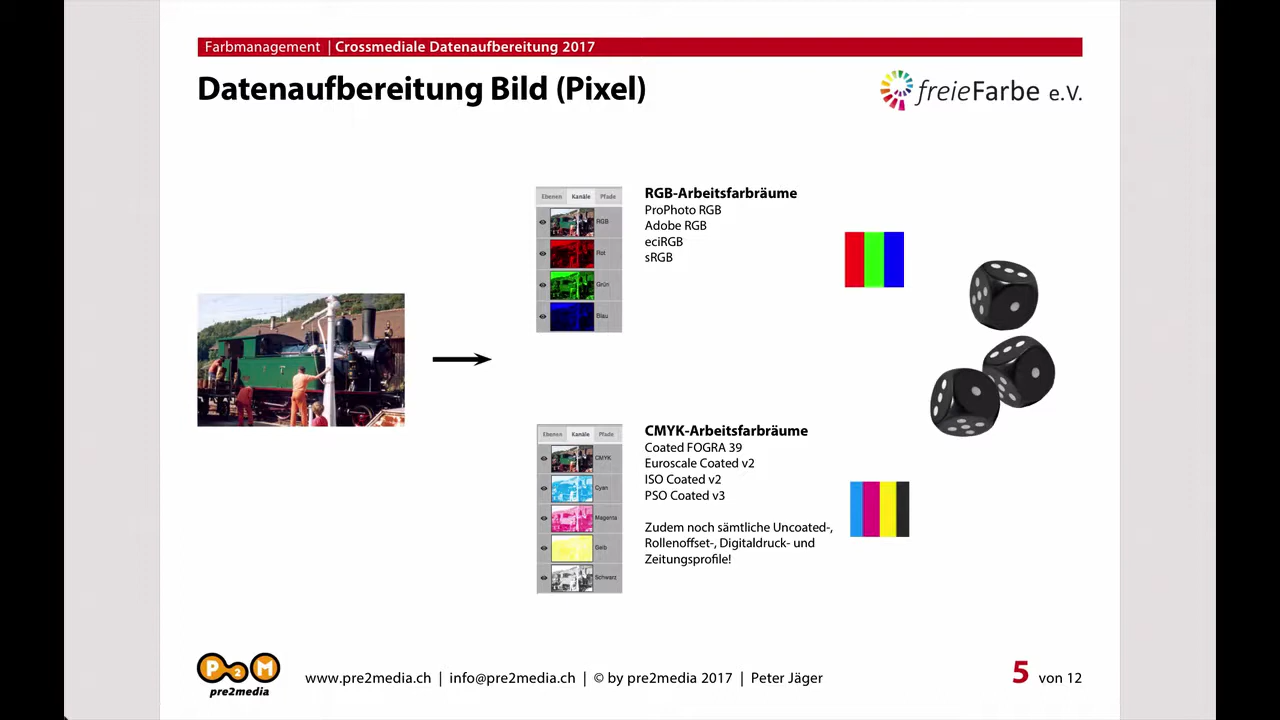 Farbmanagement | Crossmediale Datenaufbereitung 2017
Datenaufbereitung Bild (Pixel)
freieFarbe e.V.
Ebenen Kanäle Pfade
RGB
Rot
Grün
Blau
RGB-Arbeitsfarbräume
ProPhoto RGB
Adobe RGB
eciRGB
sRGB
Ebenen Kanäle Pfade
CMYK
Cyan
Magenta
Gelb
Schwarz
CMYK-Arbeitsfarbräume
Coated FOGRA 39
Euroscale Coated v2
ISO Coated v2
PSO Coated v3
Zudem noch sämtliche Uncoated-,
Rollenoffset-, Digitaldruck- und
Zeitungsprofile!
P2M
pre2media
www.pre2media.ch | info@pre2media.ch | © by pre2media 2017 | Peter Jäger
5 von 12